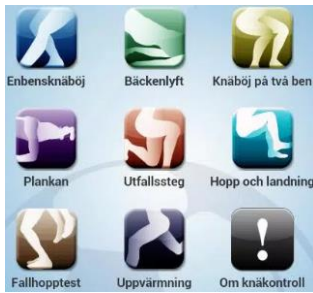 Enbensknäböj
Bäckenlyft
Knäböj på två ben
Plankan
Utfallssteg
Hopp och landning
Fallhopptest
Uppvärmning
Om knäkontroll